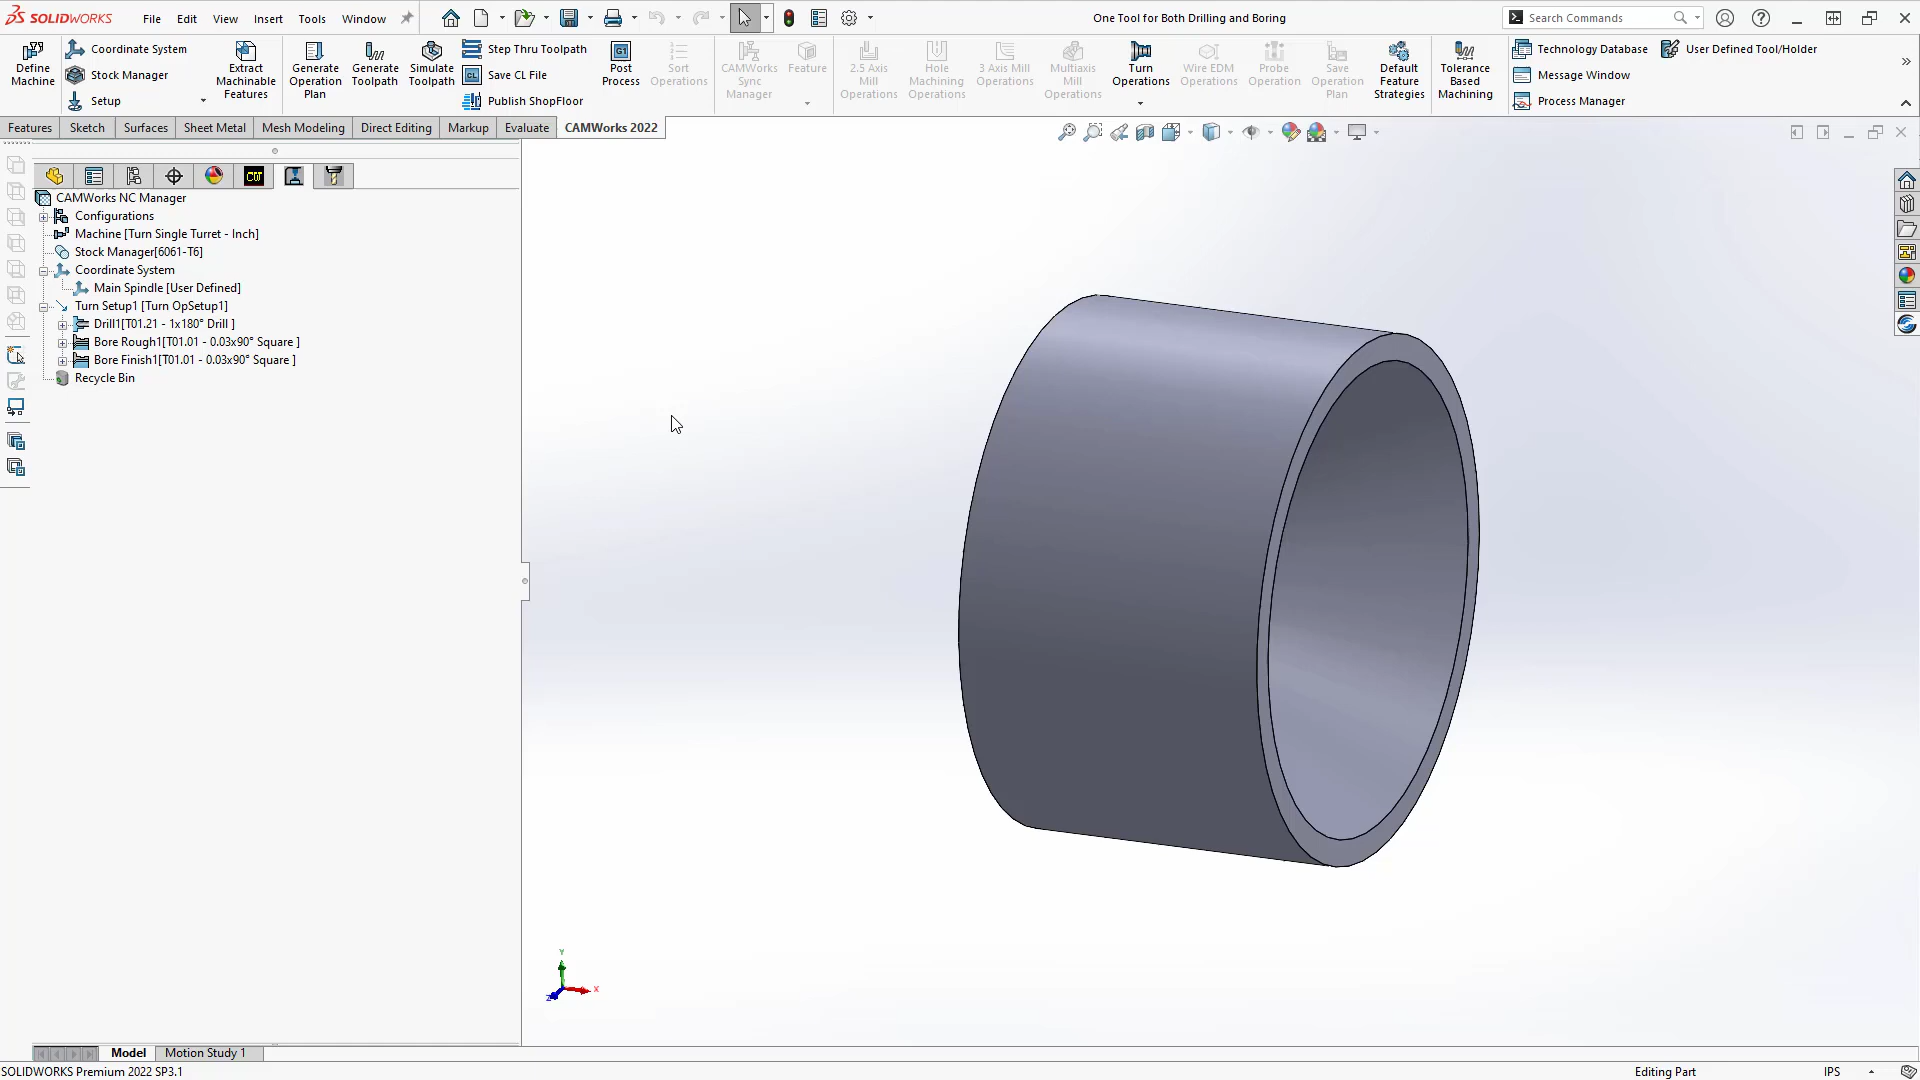 SOLIDWORKS File Edit View Insert Tools Window
One Tool for Both Drilling and Boring
Search Commands
Define Machine
Coordinate System
Stock Manager
Setup
Extract Machinable Features
Generate Operation Plan
Generate Toolpath
Simulate Toolpath
Step Thru Toolpath
Save CL File
Publish ShopFloor
Post Process
Sort Operations
CAMWorks Sync Manager
Feature
2.5 Axis Mill Operations
Hole Machining Operations
3 Axis Mill Operations
Multiaxis Mill Operations
Turn Operations
Wire EDM Operations
Probe Operation
Save Operation Plan
Default Feature Strategies
Tolerance Based Machining
Technology Database
Message Window
Process Manager
User Defined Tool/Holder
Features Sketch Surfaces Sheet Metal Mesh Modeling Direct Editing Markup Evaluate CAMWorks 2022
CAMWorks NC Manager
Configurations
Machine [Turn Single Turret - Inch]
Stock Manager[6061-T6]
Coordinate System
Main Spindle [User Defined]
Turn Setup1 [Turn OpSetup1]
Drill1[T01.21 - 1x180° Drill ]
Bore Rough1[T01.01 - 0.03x90° Square ]
Bore Finish1[T01.01 - 0.03x90° Square ]
Recycle Bin
Y
X
Z
Model Motion Study 1
SOLIDWORKS Premium 2022 SP3.1
Editing Part
IPS